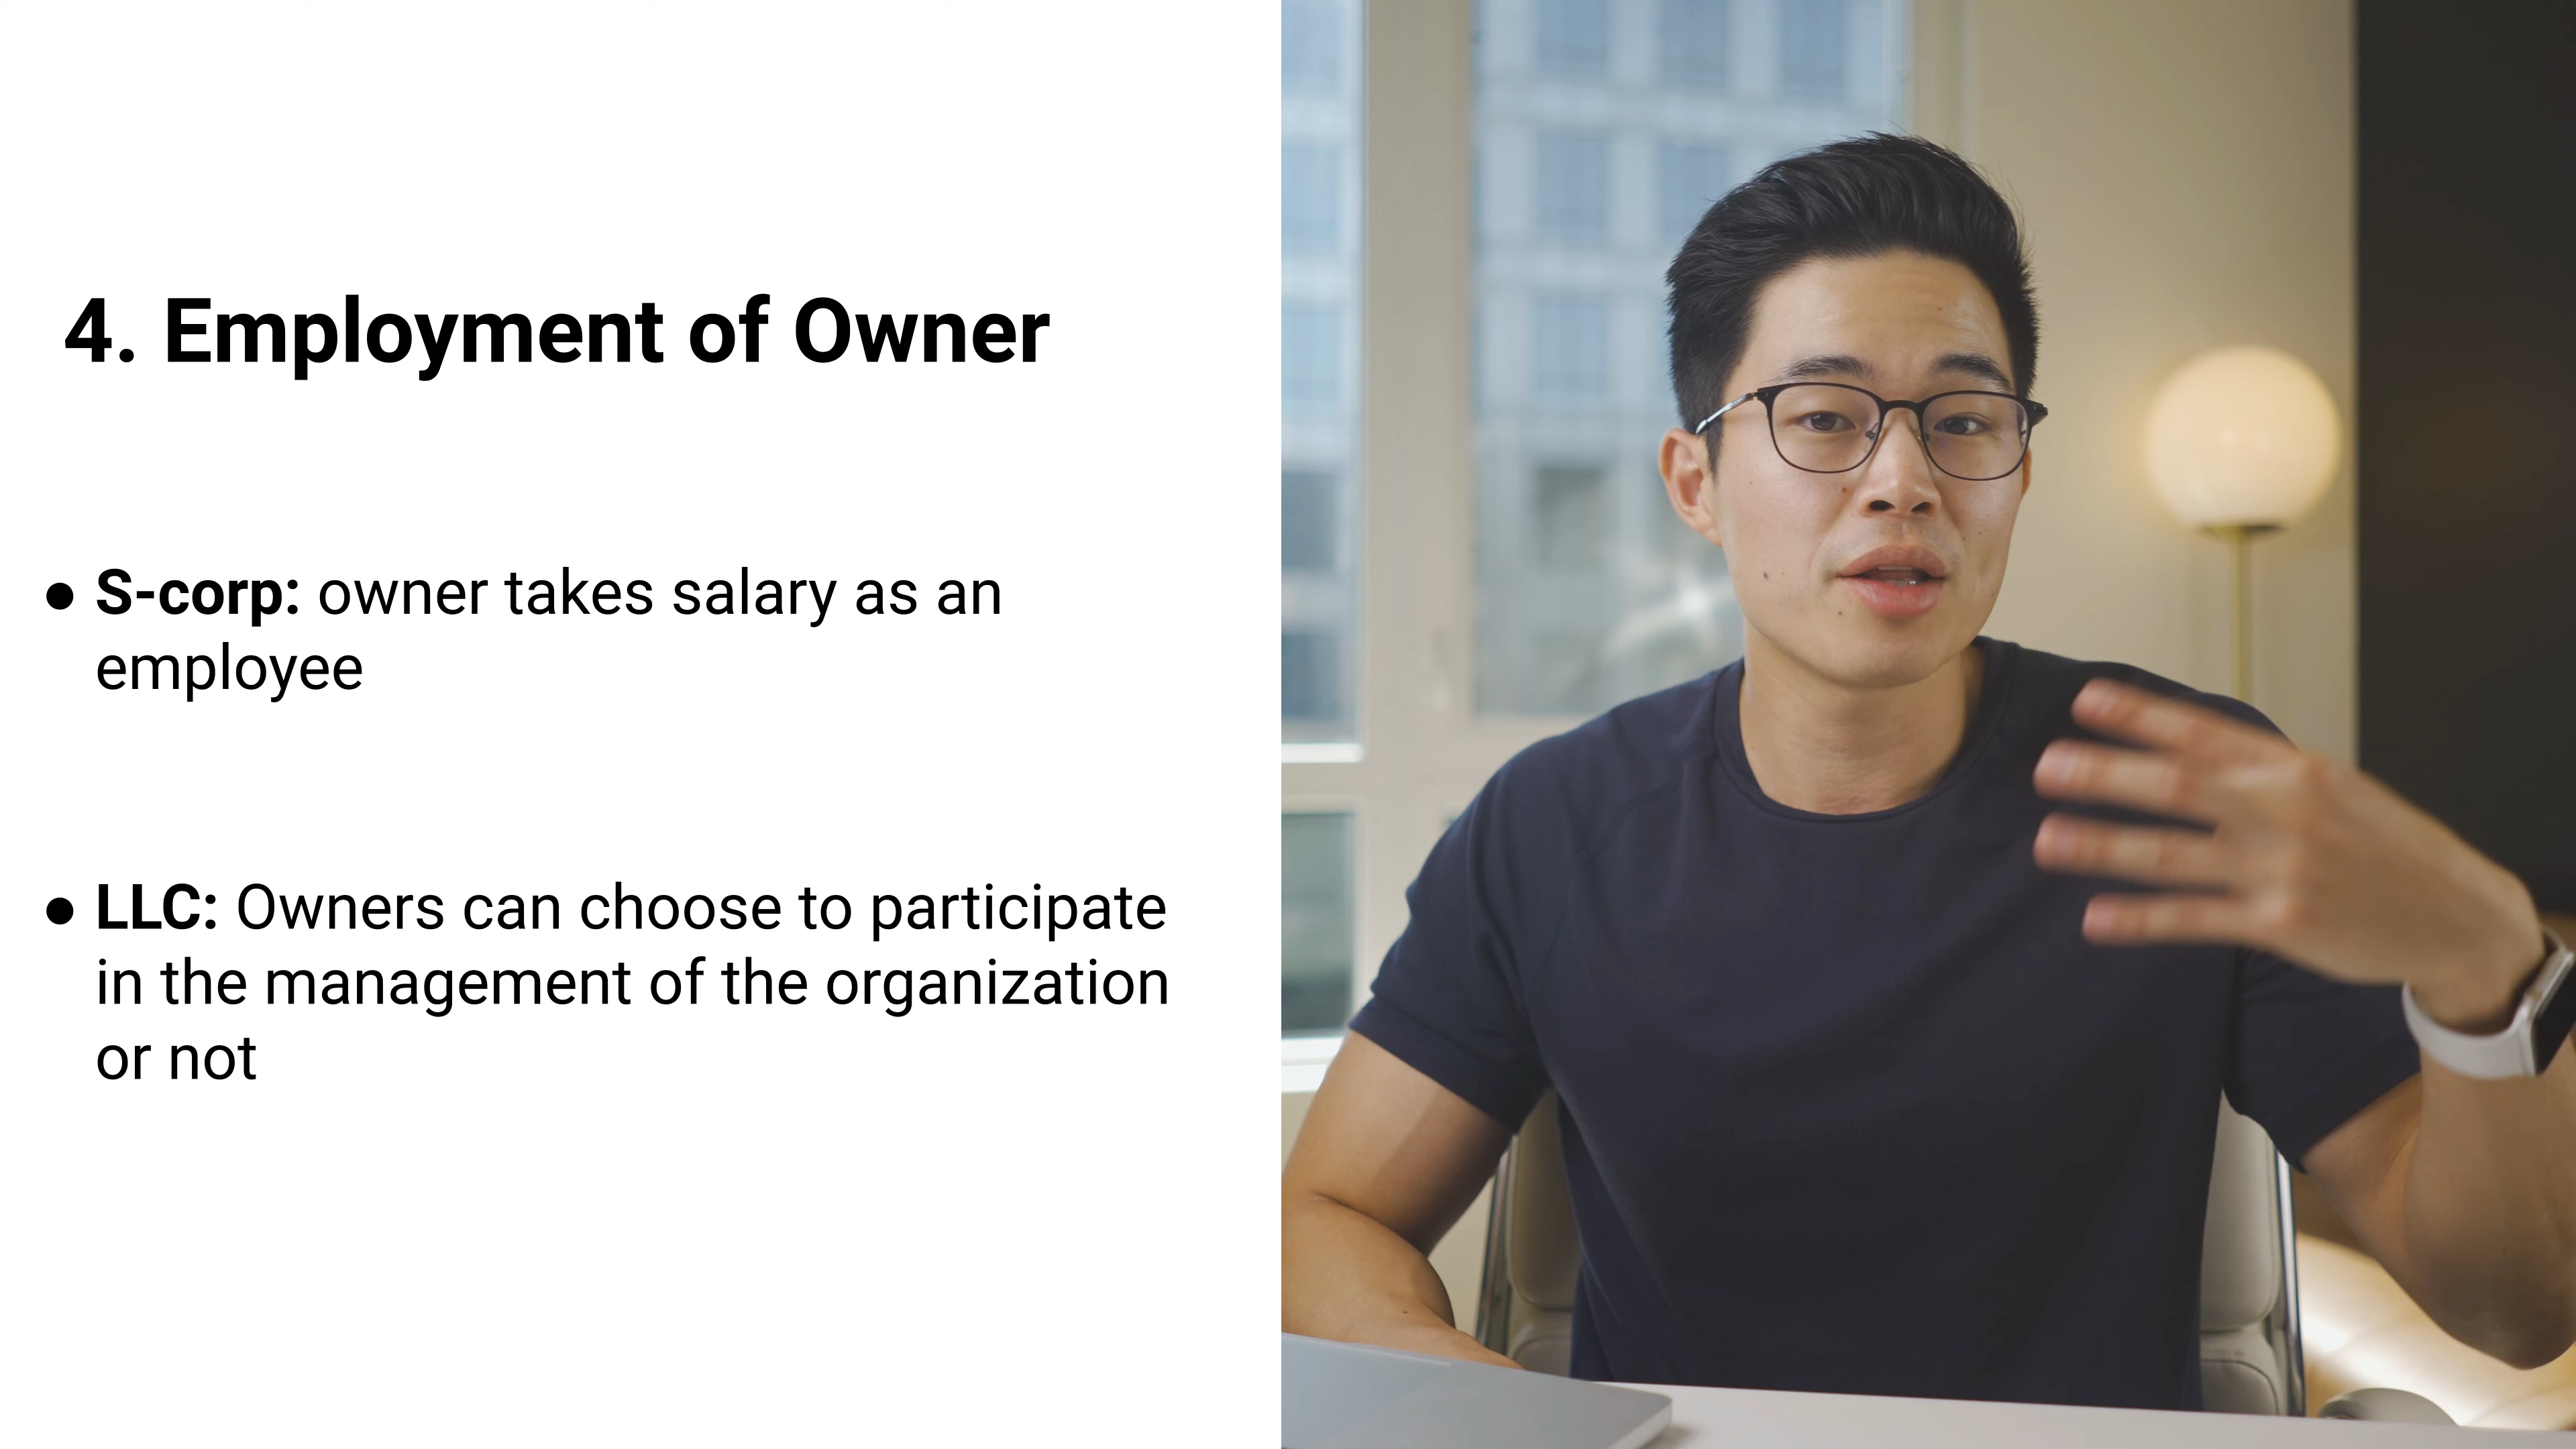 4. Employment of Owner
● S-corp: owner takes salary as an
employee
● LLC: Owners can choose to participate
in the management of the organization
or not